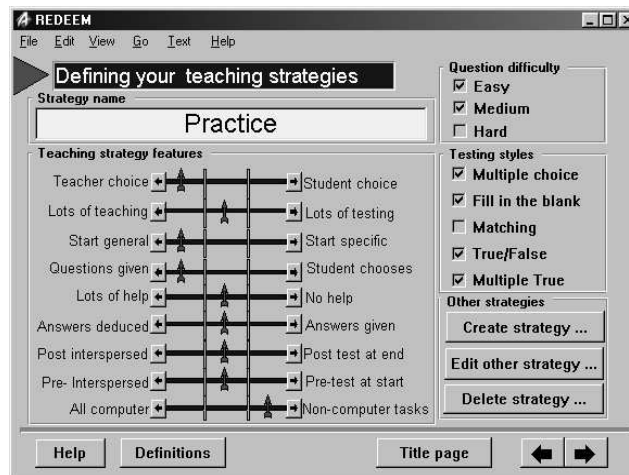 REDEEM
File Edit View Go Text Help
Defining your teaching strategies
Strategy name
Practice
Teaching strategy features
Teacher choice Student choice
Lots of teaching Lots of testing
Start general Start specific
Questions given Student chooses
Lots of help No help
Answers deduced Answers given
Post interspersed Post test at end
Pre- Interspersed Pre-test at start
All computer Non-computer tasks
Question difficulty
Easy
Medium
Hard
Testing styles
Multiple choice
Fill in the blank
Matching
True/False
Multiple True
Other strategies
Create strategy ...
Edit other strategy ...
Delete strategy ...
Help Definitions Title page